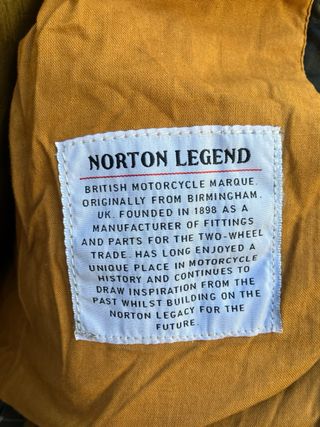 NORTON LEGEND
BRITISH MOTORCYCLE MARQUE.
ORIGINALLY FROM BIRMINGHAM.
UK. FOUNDED IN 1898 AS A
MANUFACTURER OF FITTINGS
AND PARTS FOR THE TWO-WHEEL
TRADE. HAS LONG ENJOYED A
UNIQUE PLACE IN MOTORCYCLE
HISTORY AND CONTINUES TO
DRAW INSPIRATION FROM THE
PAST WHILST BUILDING ON THE
NORTON LEGACY FOR THE
FUTURE.